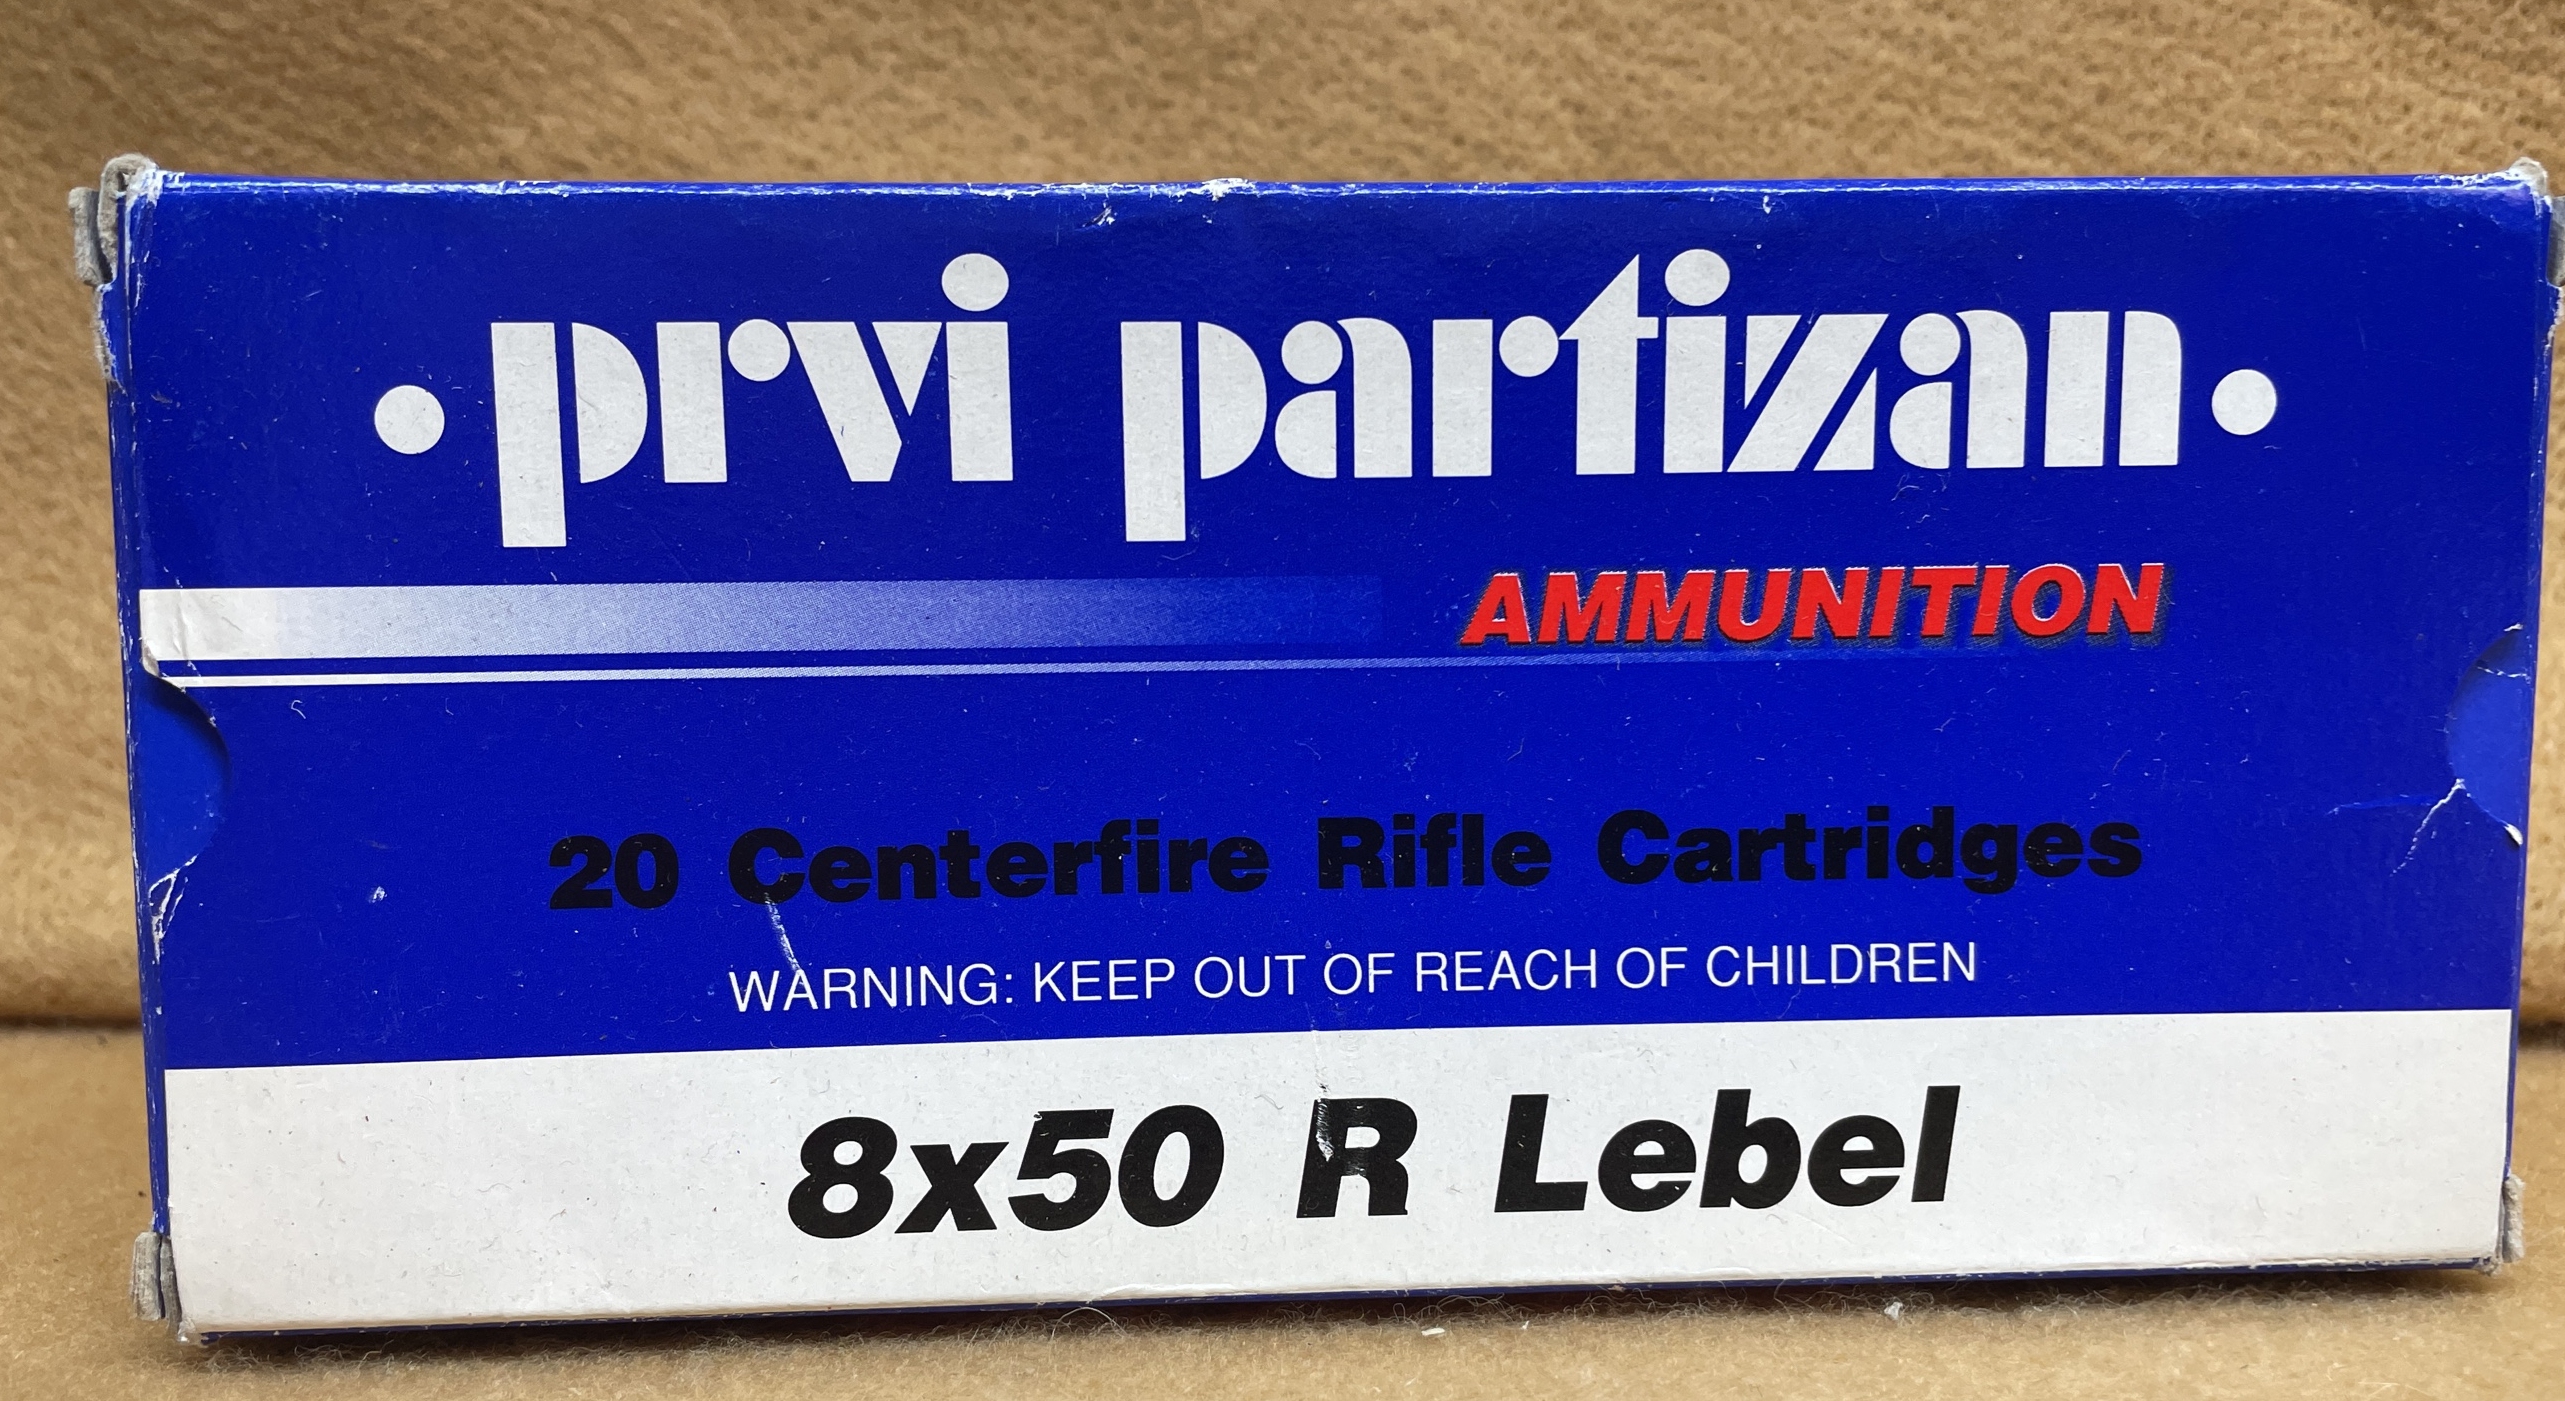 • prvi partizan •
AMMUNITION
20 Centerfire Rifle Cartridges
WARNING: KEEP OUT OF REACH OF CHILDREN
8x50 R Lebel